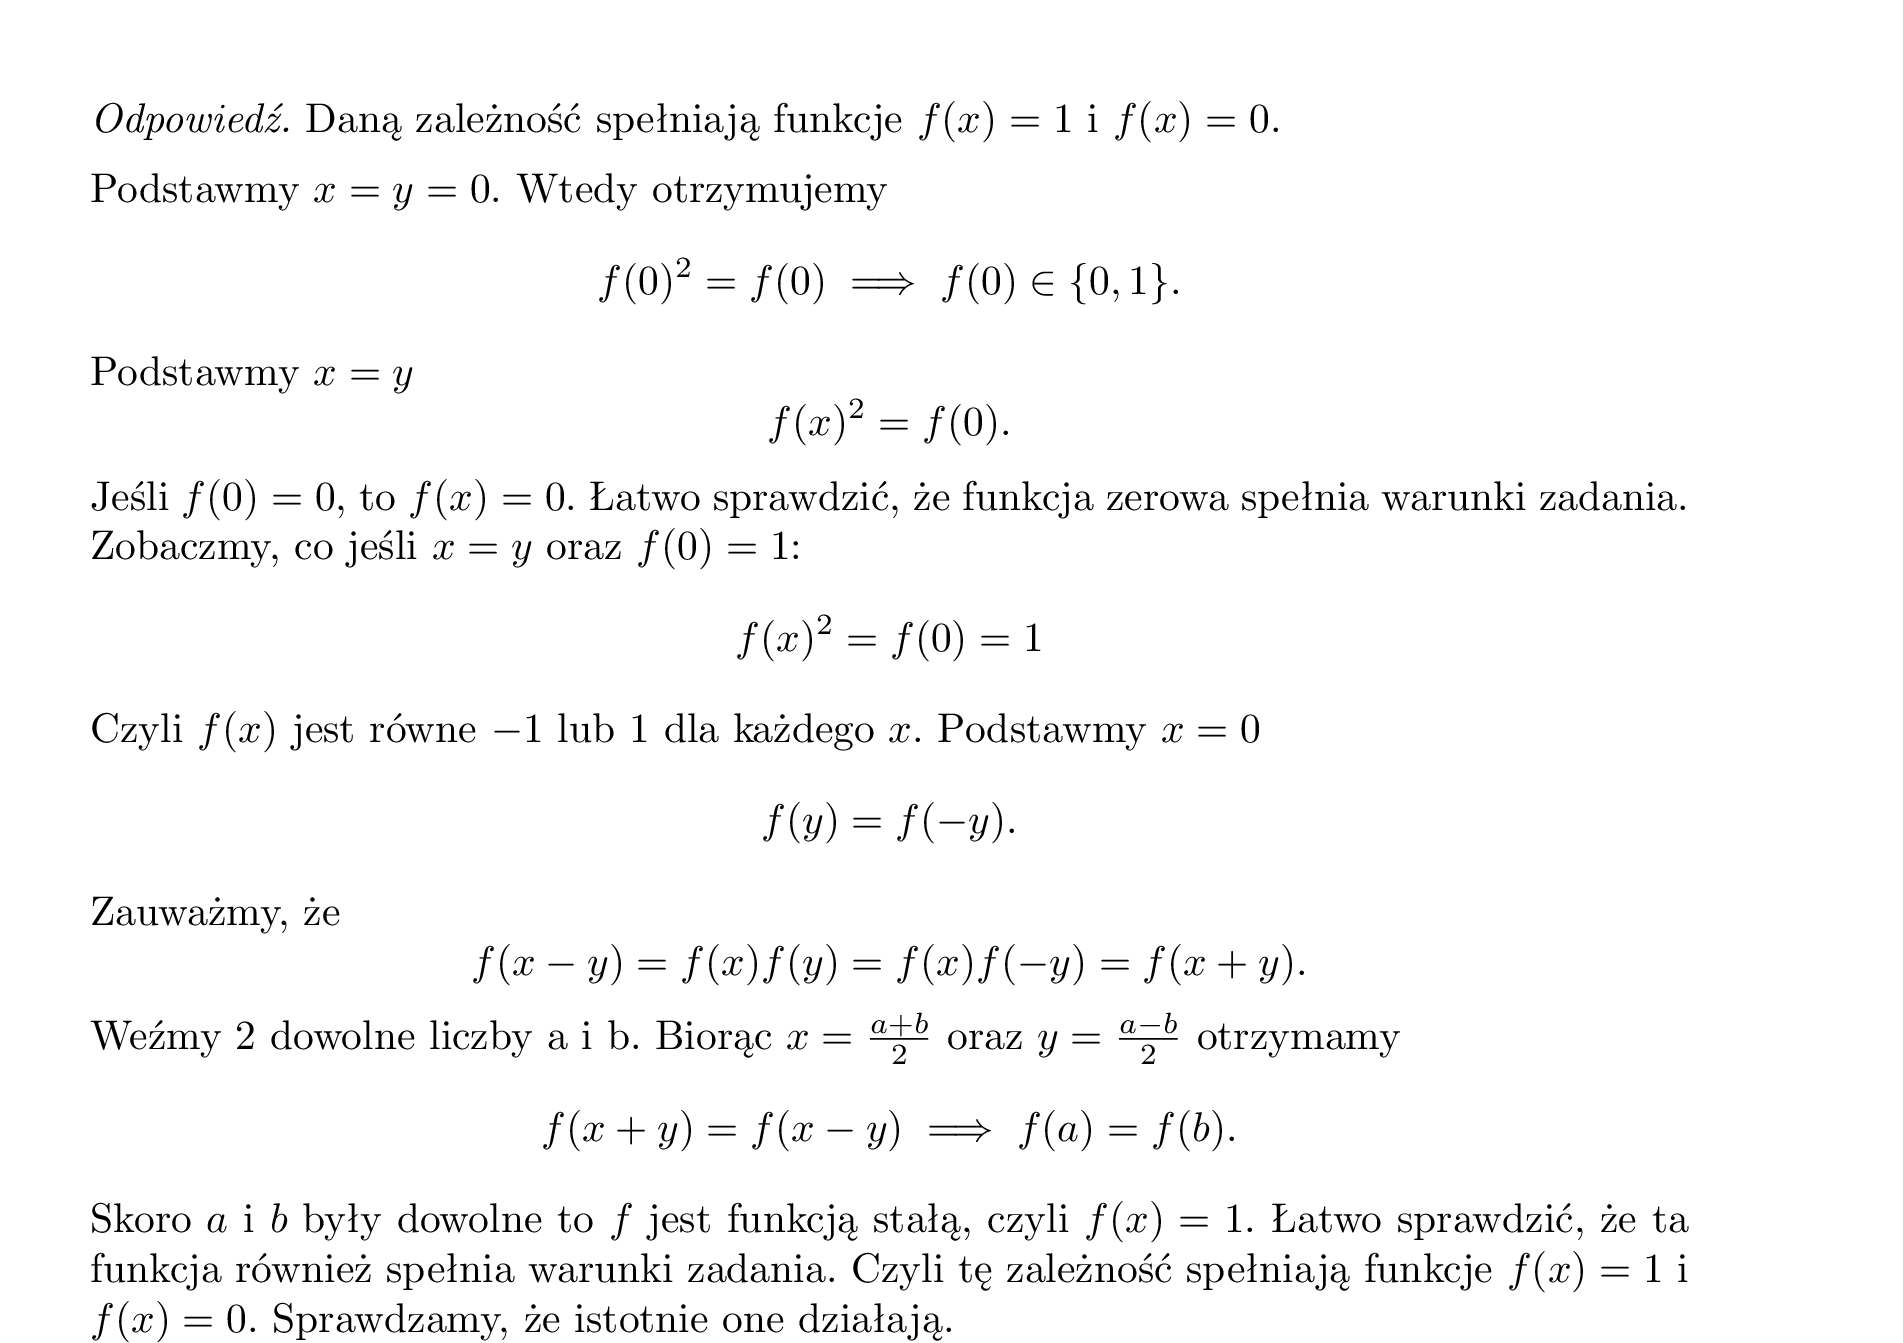 Odpowiedź. Daną zależność spełniają funkcje f(x) = 1 i f(x) = 0.
Podstawmy x = y = 0. Wtedy otrzymujemy
f(0)² = f(0) ⟹ f(0) ∈ {0, 1}.
Podstawmy x = y
f(x)² = f(0).
Jeśli f(0) = 0, to f(x) = 0. Łatwo sprawdzić, że funkcja zerowa spełnia warunki zadania.
Zobaczmy, co jeśli x = y oraz f(0) = 1:
f(x)² = f(0) = 1
Czyli f(x) jest równe −1 lub 1 dla każdego x. Podstawmy x = 0
f(y) = f(−y).
Zauważmy, że
f(x − y) = f(x)f(y) = f(x)f(−y) = f(x + y).
Weźmy 2 dowolne liczby a i b. Biorąc x = \frac{a+b}{2} oraz y = \frac{a−b}{2} otrzymamy
f(x + y) = f(x − y) ⟹ f(a) = f(b).
Skoro a i b były dowolne to f jest funkcją stałą, czyli f(x) = 1. Łatwo sprawdzić, że ta
funkcja również spełnia warunki zadania. Czyli tę zależność spełniają funkcje f(x) = 1 i
f(x) = 0. Sprawdzamy, że istotnie one działają.